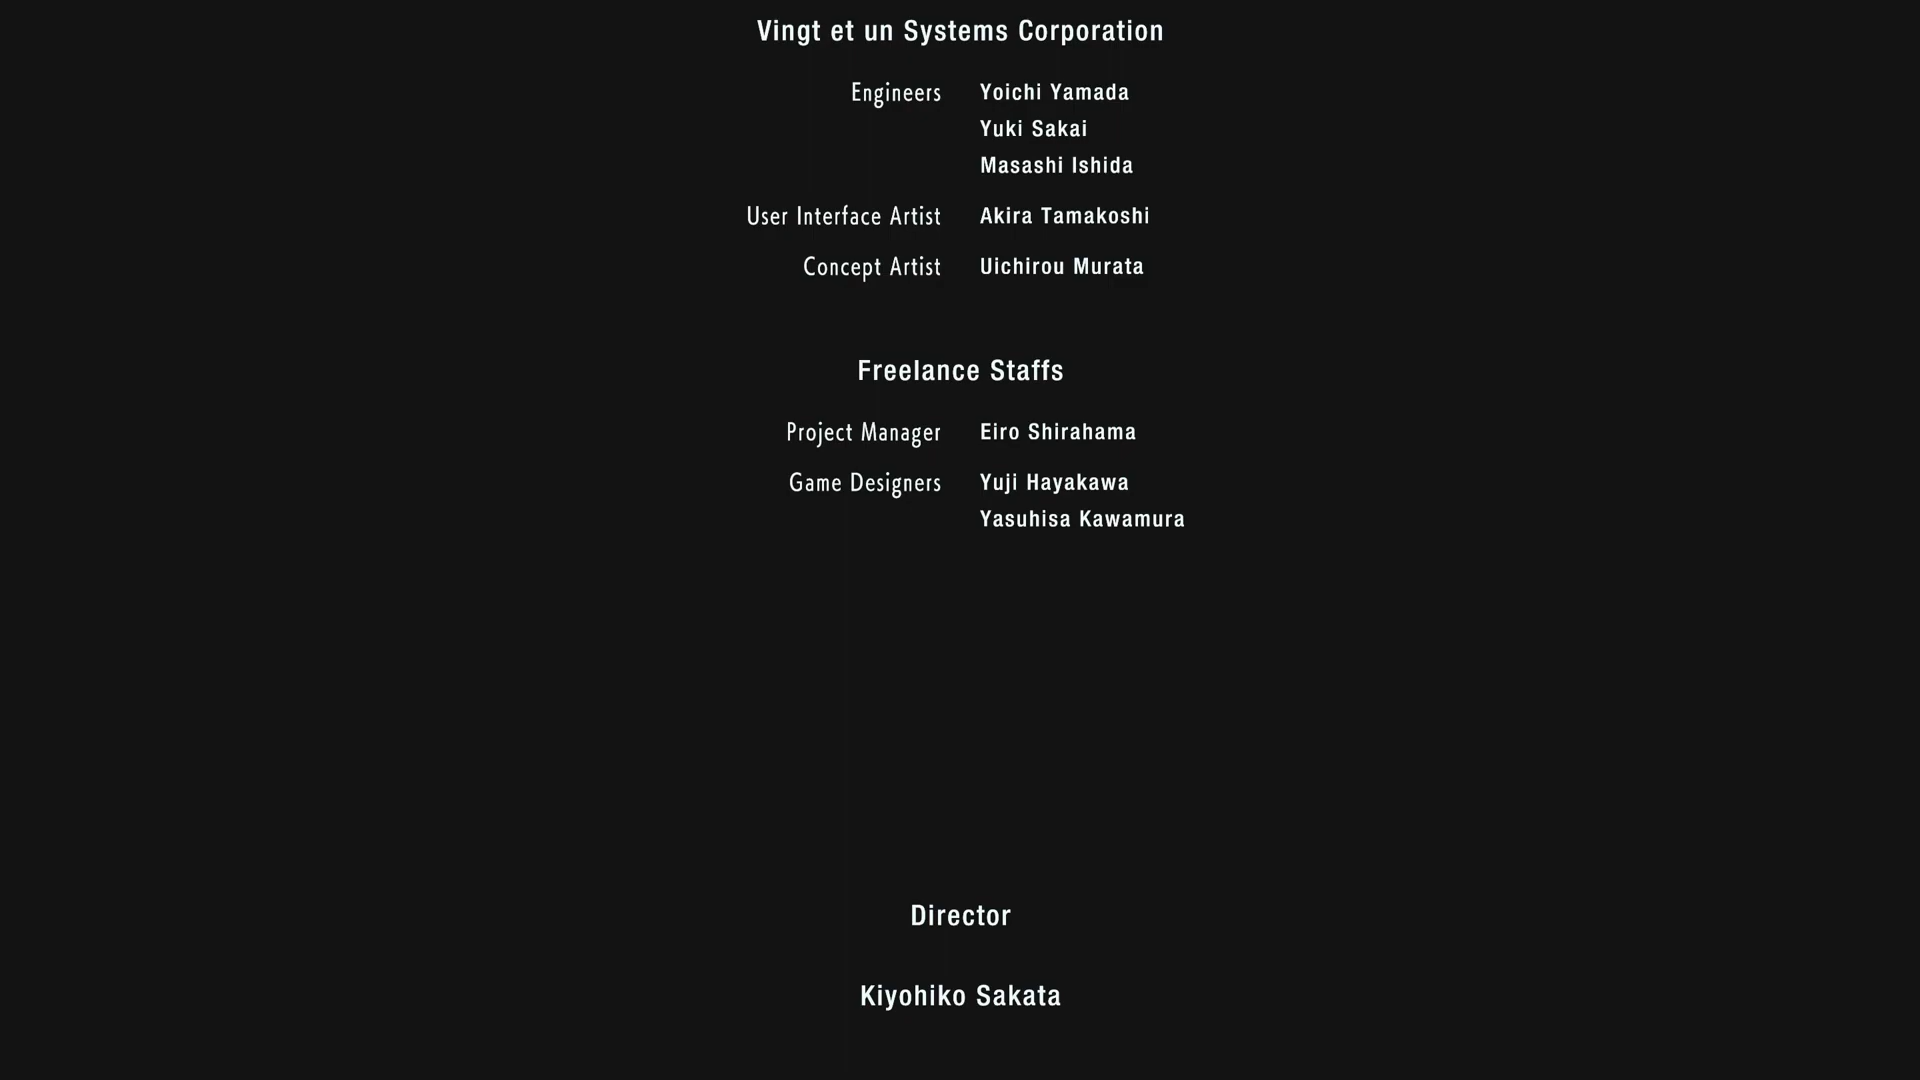 Vingt et un Systems Corporation
Engineers Yoichi Yamada
Yuki Sakai
Masashi Ishida
User Interface Artist Akira Tamakoshi
Concept Artist Uichirou Murata
Freelance Staffs
Project Manager Eiro Shirahama
Game Designers Yuji Hayakawa
Yasuhisa Kawamura
Director
Kiyohiko Sakata